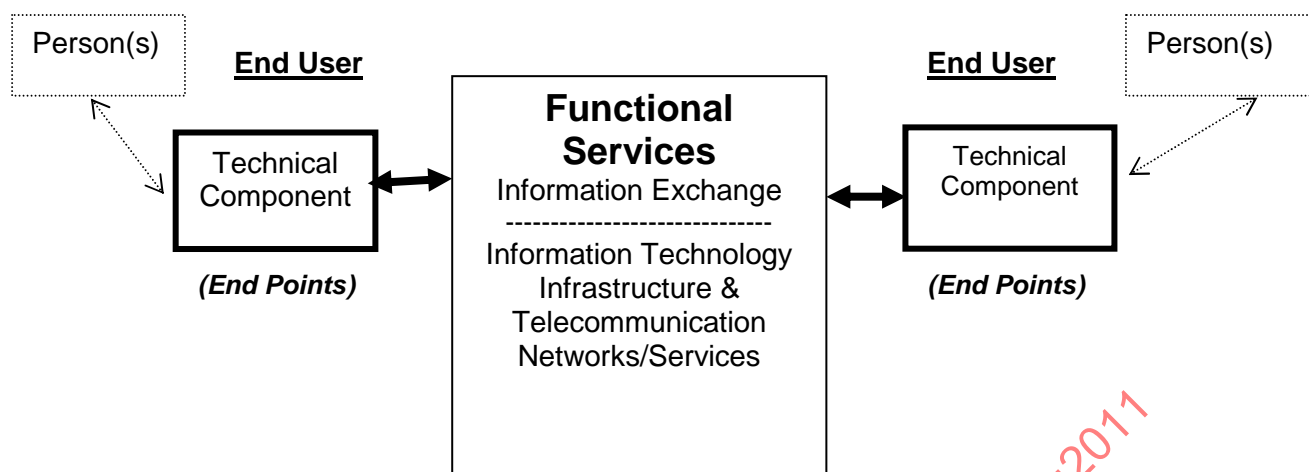 Person(s)
End User
Technical
Component
(End Points)
Functional
Services
Information Exchange
------------------------------
Information Technology
Infrastructure &
Telecommunication
Networks/Services
End User
Technical
Component
(End Points)
Person(s)